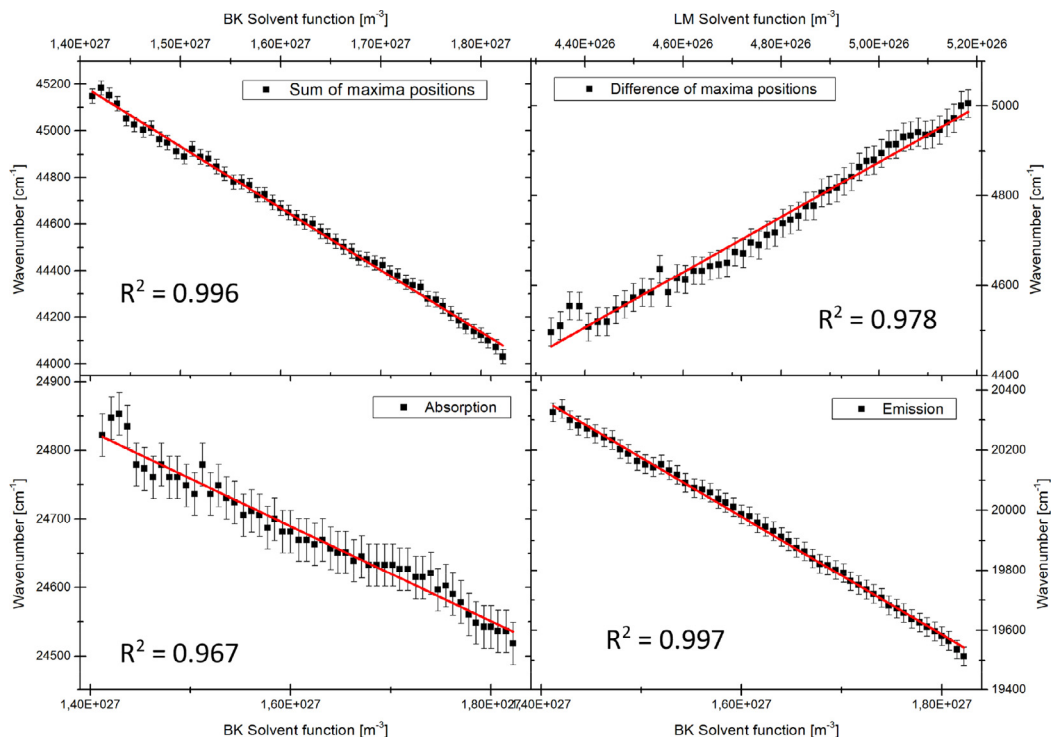 BK Solvent function [m⁻³]
LM Solvent function [m⁻³]
1,40E+027 1,50E+027 1,60E+027 1,70E+027 1,80E+027
4,40E+026 4,60E+026 4,80E+026 5,00E+026 5,20E+026
Sum of maxima positions
Difference of maxima positions
Wavenumber [cm⁻¹]
45200
45000
44800
44600
44400
44200
44000
R² = 0.996
R² = 0.978
5000
4800
4600
4400
Wavenumber [cm⁻¹]
Absorption
Emission
Wavenumber [cm⁻¹]
24900
24800
24700
24600
24500
R² = 0.967
R² = 0.997
20400
20200
20000
19800
19600
19400
Wavenumber [cm⁻¹]
1,40E+027 1,60E+027 1,80E+027
,40E+027 1,60E+027 1,80E+027
BK Solvent function [m⁻³]
BK Solvent function [m⁻³]